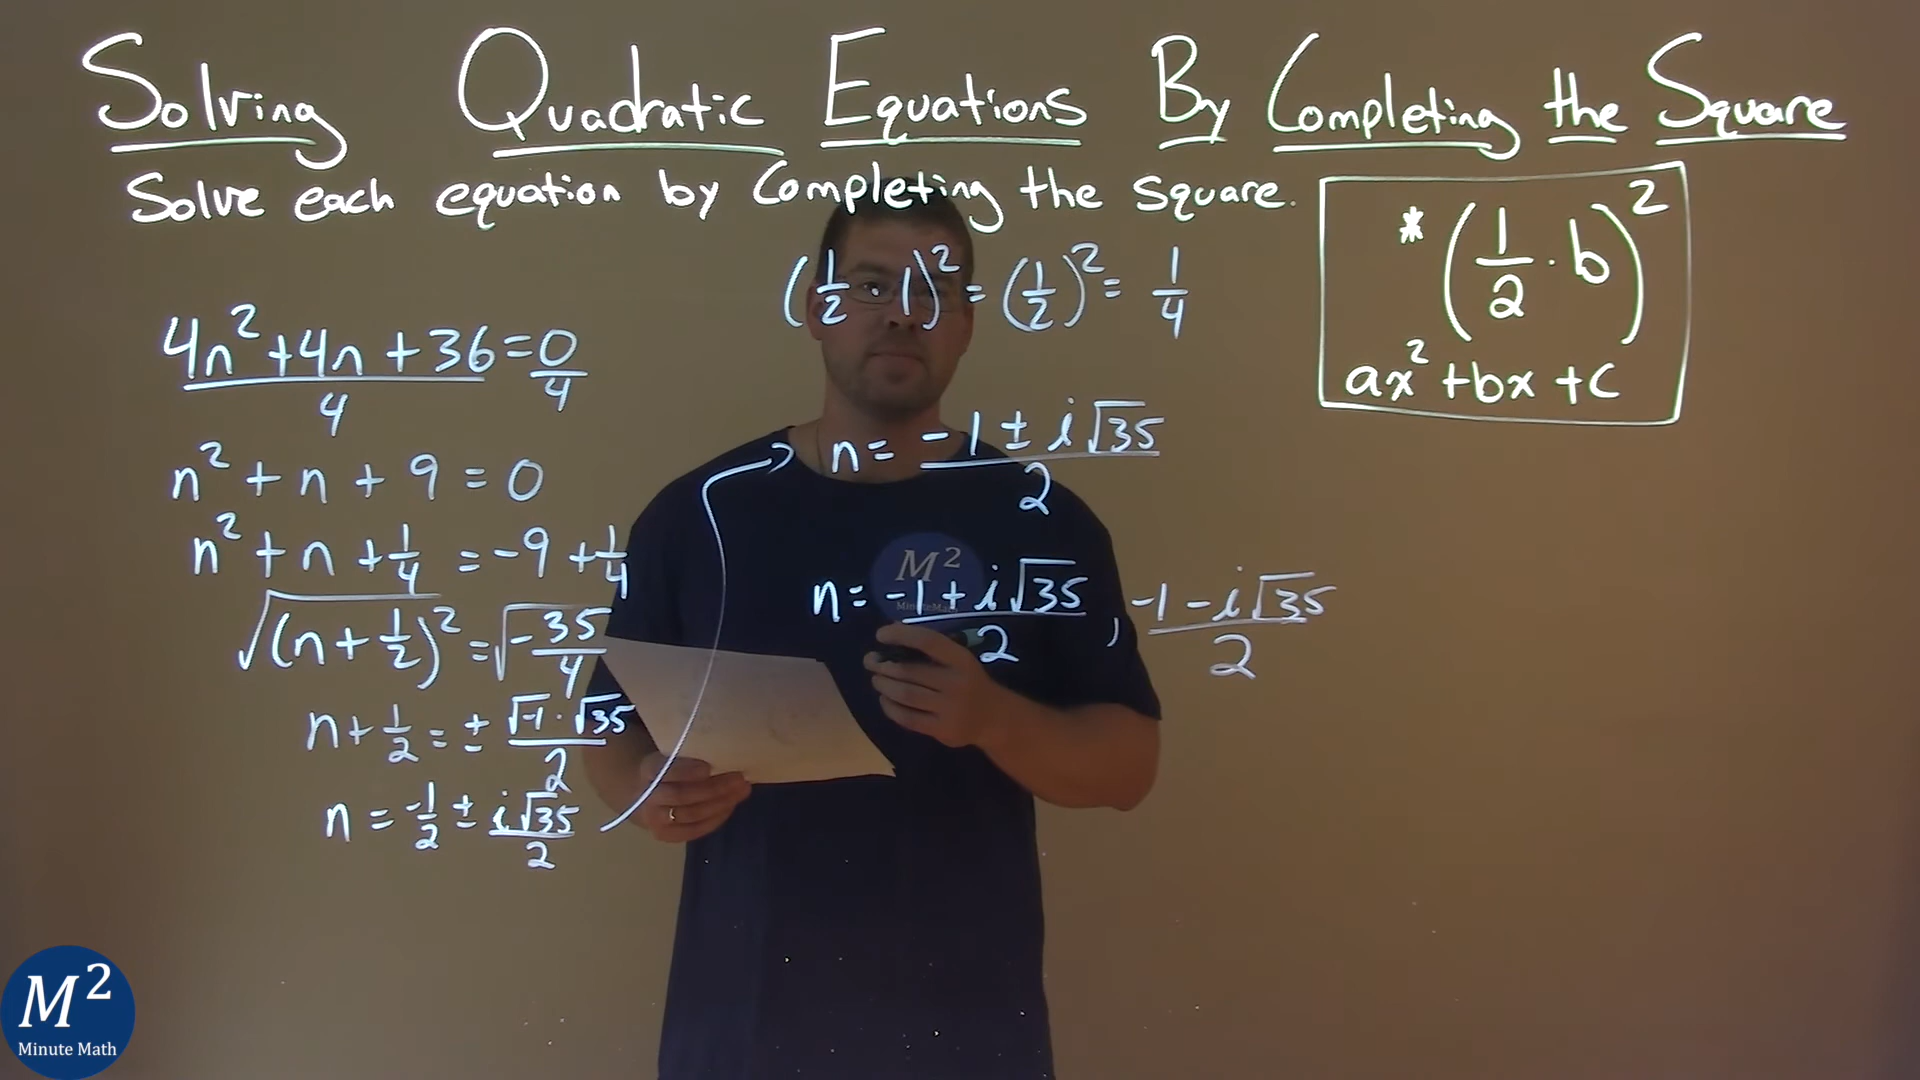 Solving Quadratic Equations By Completing the Square
Solve each equation by Completing the square.
4n²+4n+36=0
4 4
n²+n+9=0
n²+n+1/4=-9+1/4
√(n+1/2)²=√-35/4
n+1/2=±√-1·√35/2
n=-1/2±i√35/2
(1/2·1)²=(1/2)²=1/4
n=-1±i√35/2
n=-1+i√35/2, -1-i√35/2
*(1/2·b)²
ax²+bx+c
M²
MinuteMath
M²
Minute Math